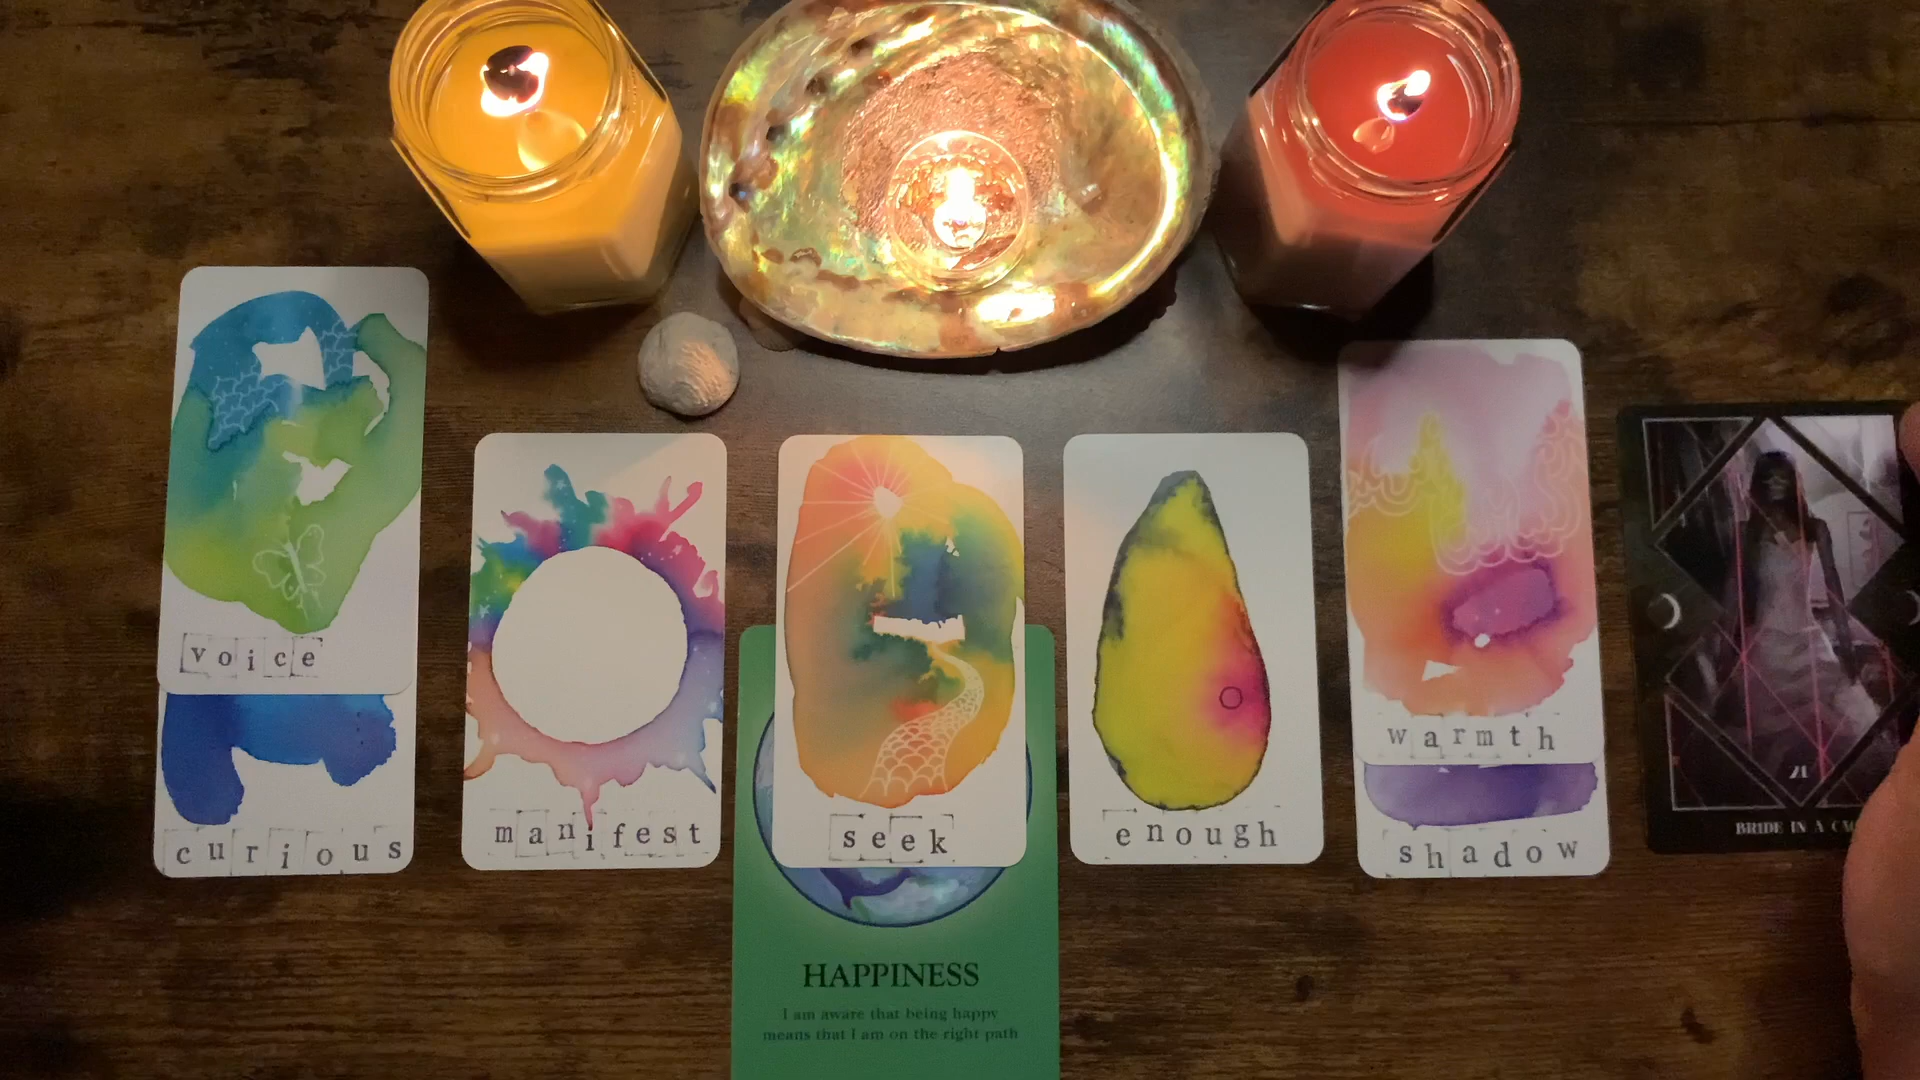 voice
curious
manifest
seek
enough
warmth
shadow
BRIDE IN A
HAPPINESS
I am aware that being happy
means that I am on the right path